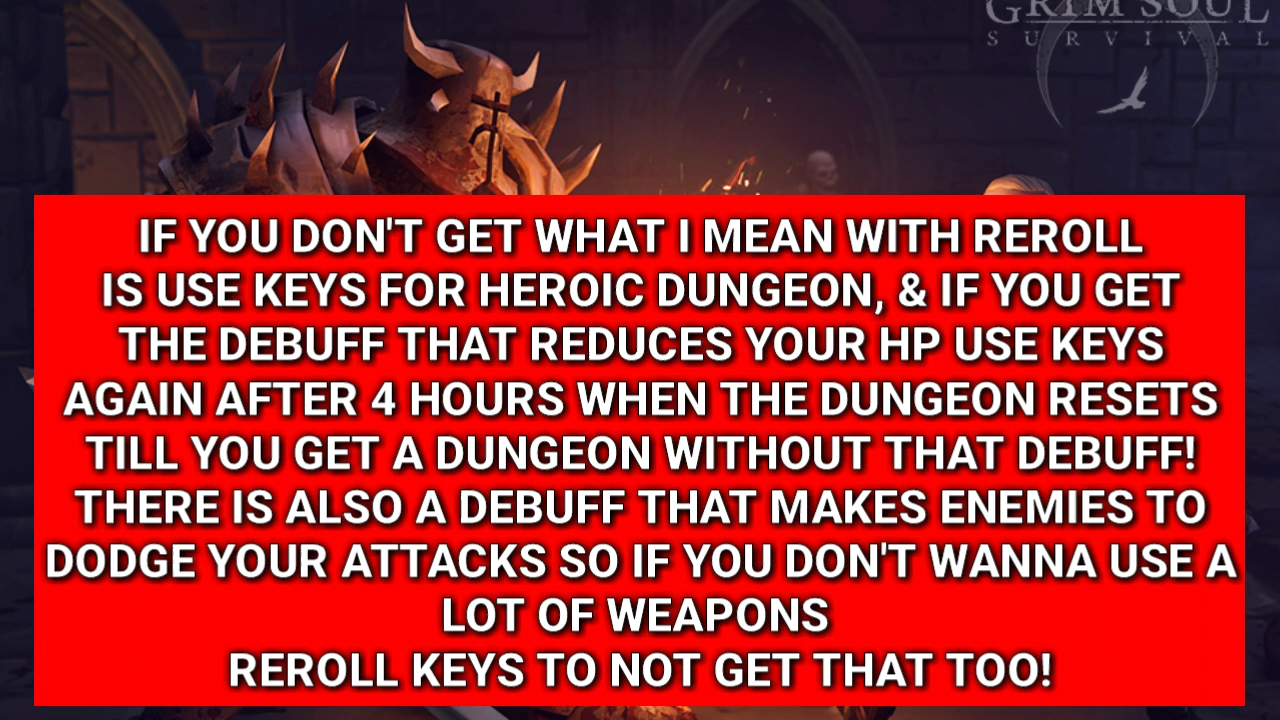 GRIM SOUL
SURVIVAL
IF YOU DON'T GET WHAT I MEAN WITH REROLL
IS USE KEYS FOR HEROIC DUNGEON, & IF YOU GET
THE DEBUFF THAT REDUCES YOUR HP USE KEYS
AGAIN AFTER 4 HOURS WHEN THE DUNGEON RESETS
TILL YOU GET A DUNGEON WITHOUT THAT DEBUFF!
THERE IS ALSO A DEBUFF THAT MAKES ENEMIES TO
DODGE YOUR ATTACKS SO IF YOU DON'T WANNA USE A
LOT OF WEAPONS
REROLL KEYS TO NOT GET THAT TOO!